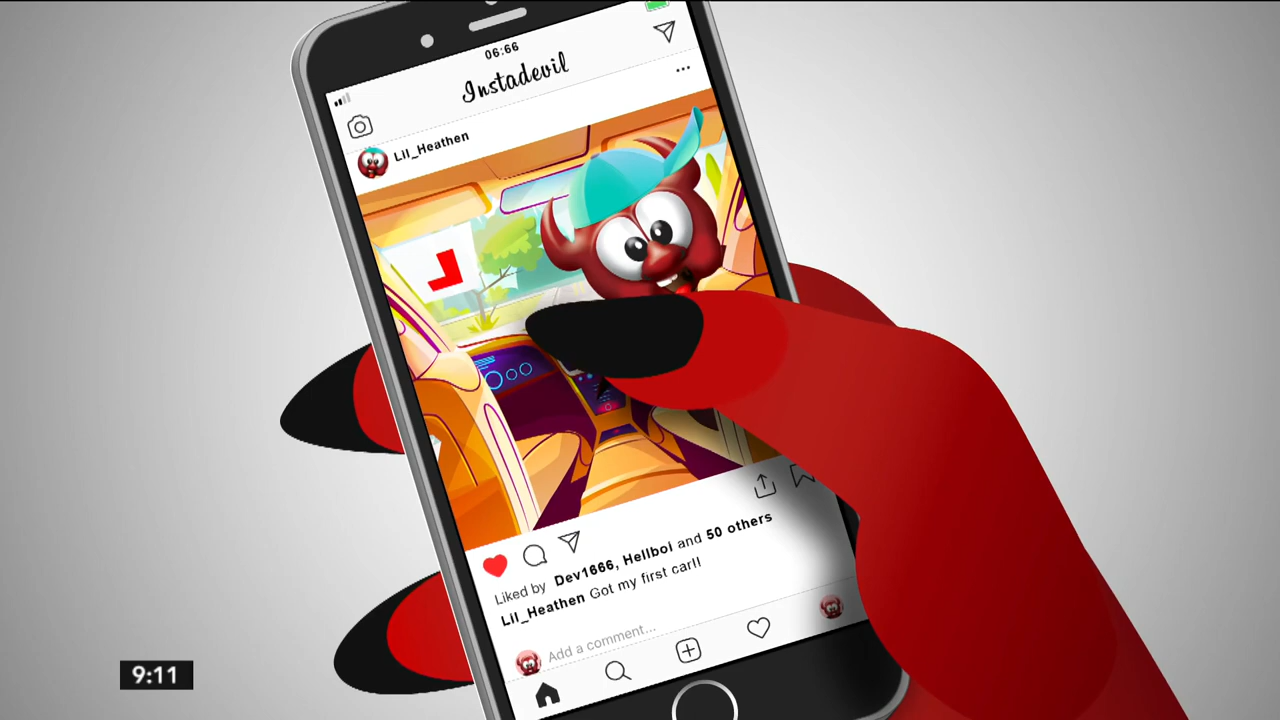 06:66
Instadevil
Lil_Heathen
L
Liked by Dev1666, Hellboi and 50 others
Lil_Heathen Got my first car!!
Add a comment...
9:11